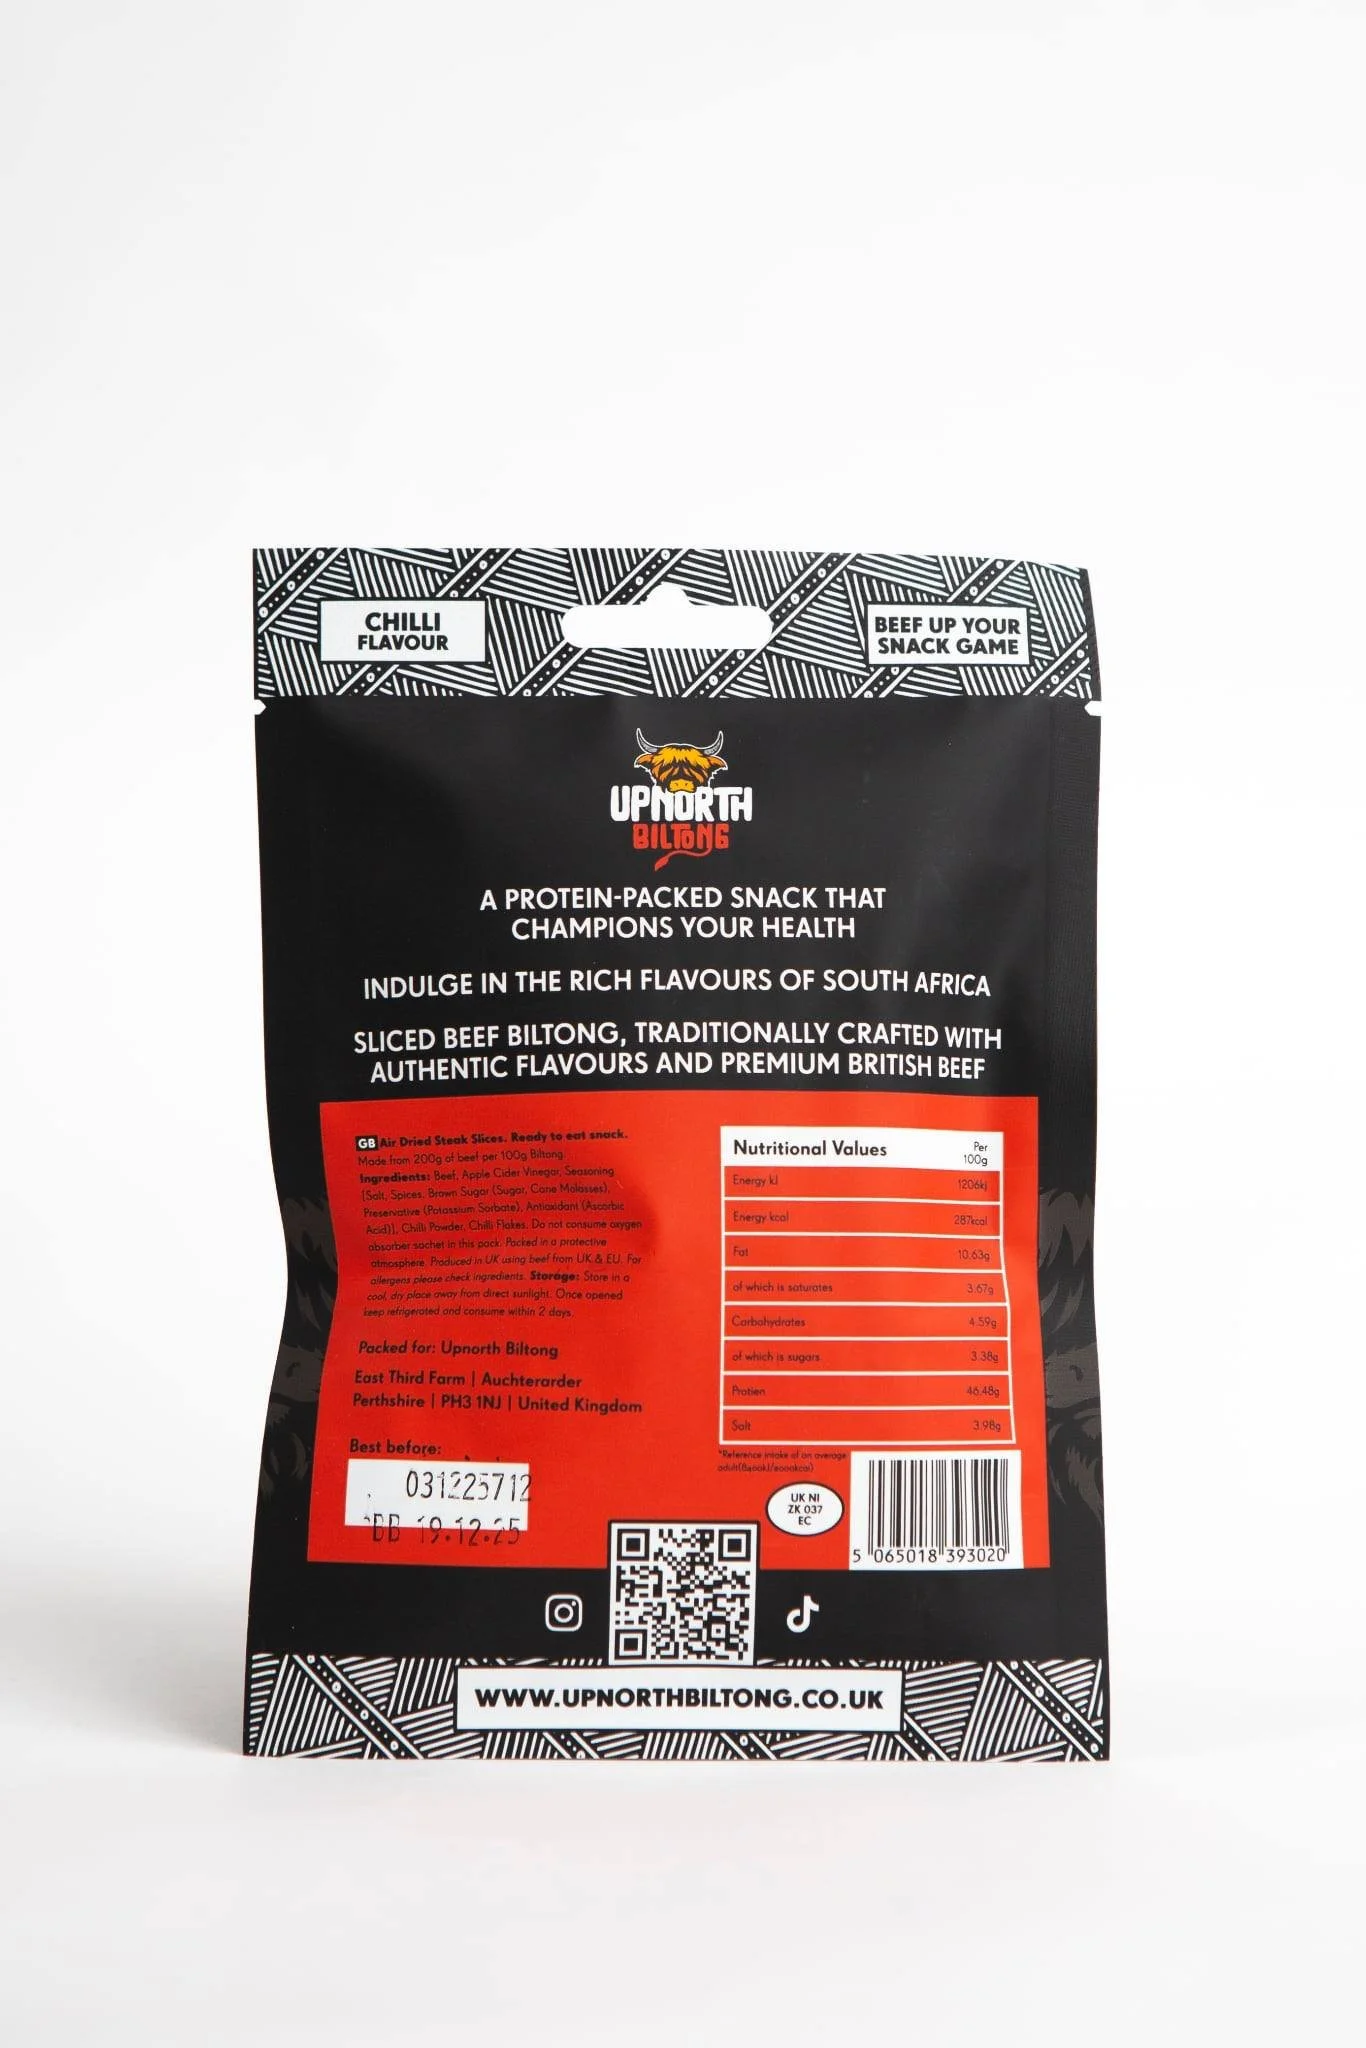 CHILLI
FLAVOUR
BEEF UP YOUR
SNACK GAME
UPNORTH
BILTONG
A PROTEIN-PACKED SNACK THAT
CHAMPIONS YOUR HEALTH
INDULGE IN THE RICH FLAVOURS OF SOUTH AFRICA
SLICED BEEF BILTONG, TRADITIONALLY CRAFTED WITH
AUTHENTIC FLAVOURS AND PREMIUM BRITISH BEEF
GB Air Dried Steak Slices. Ready to eat snack.
Made from 200g of beef per 100g Biltong.
Ingredients: Beef, Apple Cider Vinegar, Seasoning
[Salt, Spices, Brown Sugar (Sugar, Cane Molasses),
Preservative (Potassium Sorbate), Antioxidant (Ascorbic
Acid)], Chilli Powder, Chilli Flakes. Do not consume oxygen
absorber sachet in this pack. Packed in a protective
atmosphere. Produced in UK using beef from UK & EU. For
allergens please check ingredients. Storage: Store in a
cool, dry place away from direct sunlight. Once opened
keep refrigerated and consume within 2 days.
Packed for: Upnorth Biltong
East Third Farm | Auchterarder
Perthshire | PH3 1NJ | United Kingdom
Best before:
031225712
BB 19.12.25
Nutritional Values Per
100g
Energy kJ 1206kj
Energy kcal 287kcal
Fat 10.63g
of which is saturates 3.67g
Carbohydrates 4.59g
of which is sugars 3.38g
Protien 46.48g
Salt 3.98g
*Reference intake of an average
adult(8400kJ/2000kcal)
UK NI
ZK 037
EC
5 065018 393020
WWW.UPNORTHBILTONG.CO.UK